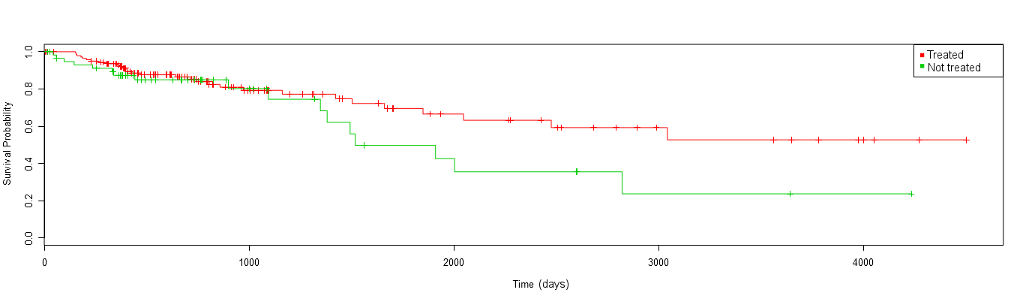 Treated
Not treated
Survival Probability
0.0 0.2 0.4 0.6 0.8 1.0
0 1000 2000 3000 4000
Time (days)